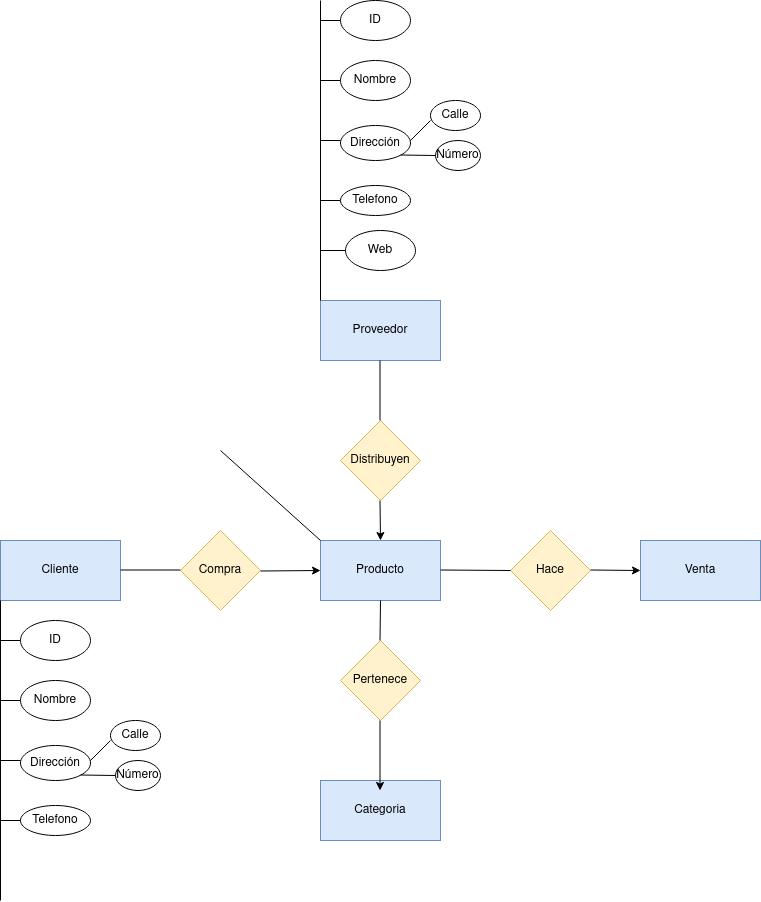 ID
Nombre
Calle
Dirección
Número
Telefono
Web
Proveedor
Distribuyen
Cliente
Compra
Producto
Hace
Venta
ID
Nombre
Pertenece
Calle
Dirección
Número
Telefono
Categoria